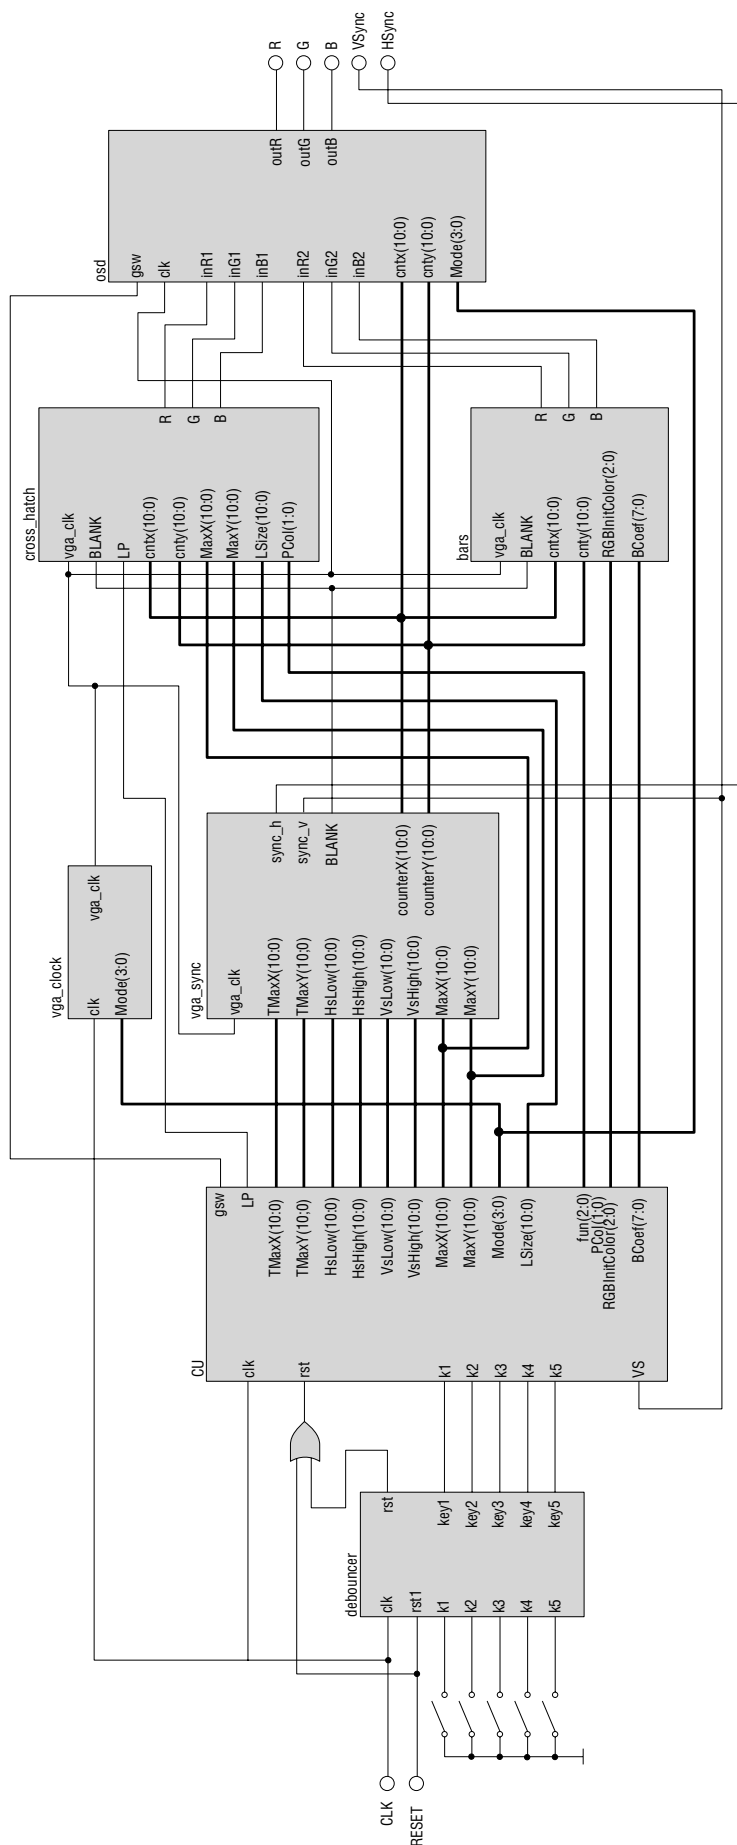 CLK
RESET
debouncer
clk
rst1
k1
k2
k3
k4
k5
rst
key1
key2
key3
key4
key5
CU
clk
rst
k1
k2
k3
k4
k5
VS
gsw
LP
TMaxX(10:0)
TMaxY(10;0)
HsLow(10:0)
HsHigh(10:0)
VsLow(10:0)
VsHigh(10:0)
MaxX(10:0)
MaxY(10:0)
Mode(3:0)
LSize(10:0)
fun(2:0)
PCol(1:0)
RGBInitColor(2:0)
BCoef(7:0)
vga_clock
clk
Mode(3:0)
vga_clk
vga_sync
vga_clk
TMaxX(10:0)
TMaxY(10;0)
HsLow(10:0)
HsHigh(10:0)
VsLow(10:0)
VsHigh(10:0)
MaxX(10:0)
MaxY(10:0)
sync_h
sync_v
BLANK
counterX(10:0)
counterY(10:0)
cross_hatch
vga_clk
BLANK
LP
cntx(10:0)
cnty(10:0)
MaxX(10:0)
MaxY(10:0)
LSize(10:0)
PCol(1:0)
R
G
B
bars
vga_clk
BLANK
cntx(10:0)
cnty(10:0)
RGBInitColor(2:0)
BCoef(7:0)
R
G
B
osd
gsw
clk
inR1
inG1
inB1
inR2
inG2
inB2
cntx(10:0)
cnty(10:0)
Mode(3:0)
outR
outG
outB
R
G
B
VSync
HSync